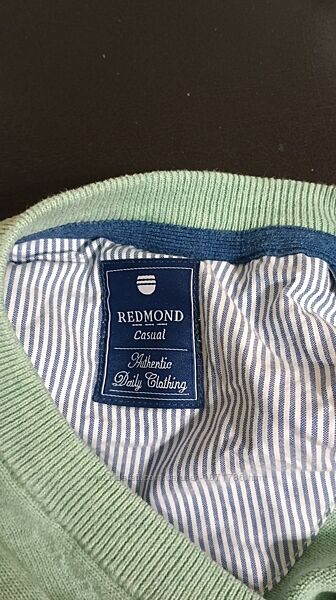 REDMOND
Casual
Authentic
Daily Clothing